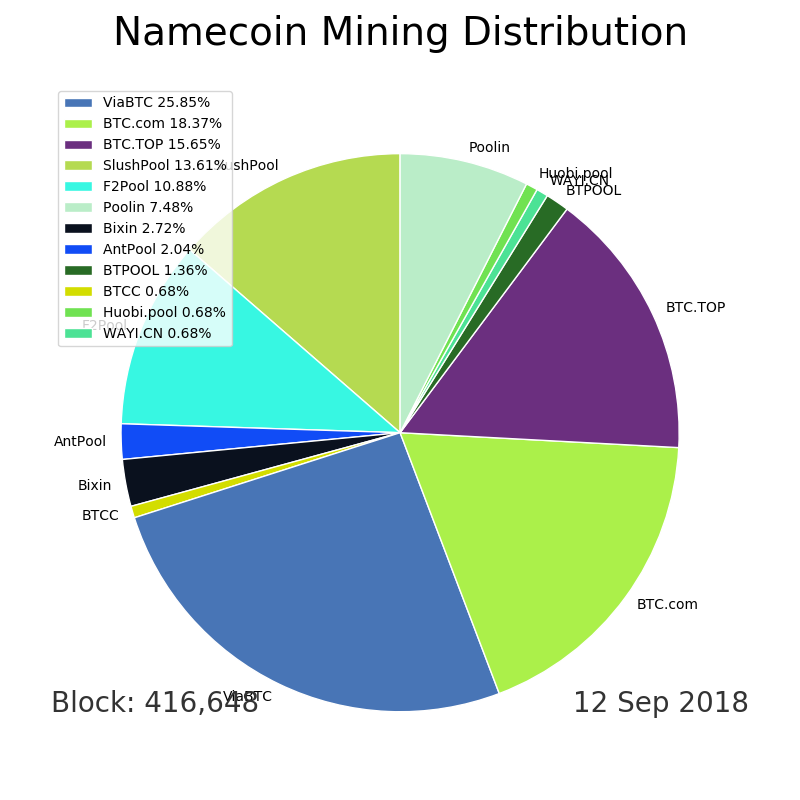 Namecoin Mining Distribution
ViaBTC 25.85%
BTC.com 18.37%
BTC.TOP 15.65%
SlushPool 13.61%
F2Pool 10.88%
Poolin 7.48%
Bixin 2.72%
AntPool 2.04%
BTPOOL 1.36%
BTCC 0.68%
Huobi.pool 0.68%
WAYI.CN 0.68%
Poolin
Huobi.pool
WAYI.CN
BTPOOL
BTC.TOP
F2Pool
AntPool
Bixin
BTCC
BTC.com
ViaBTC
Block: 416,648
12 Sep 2018